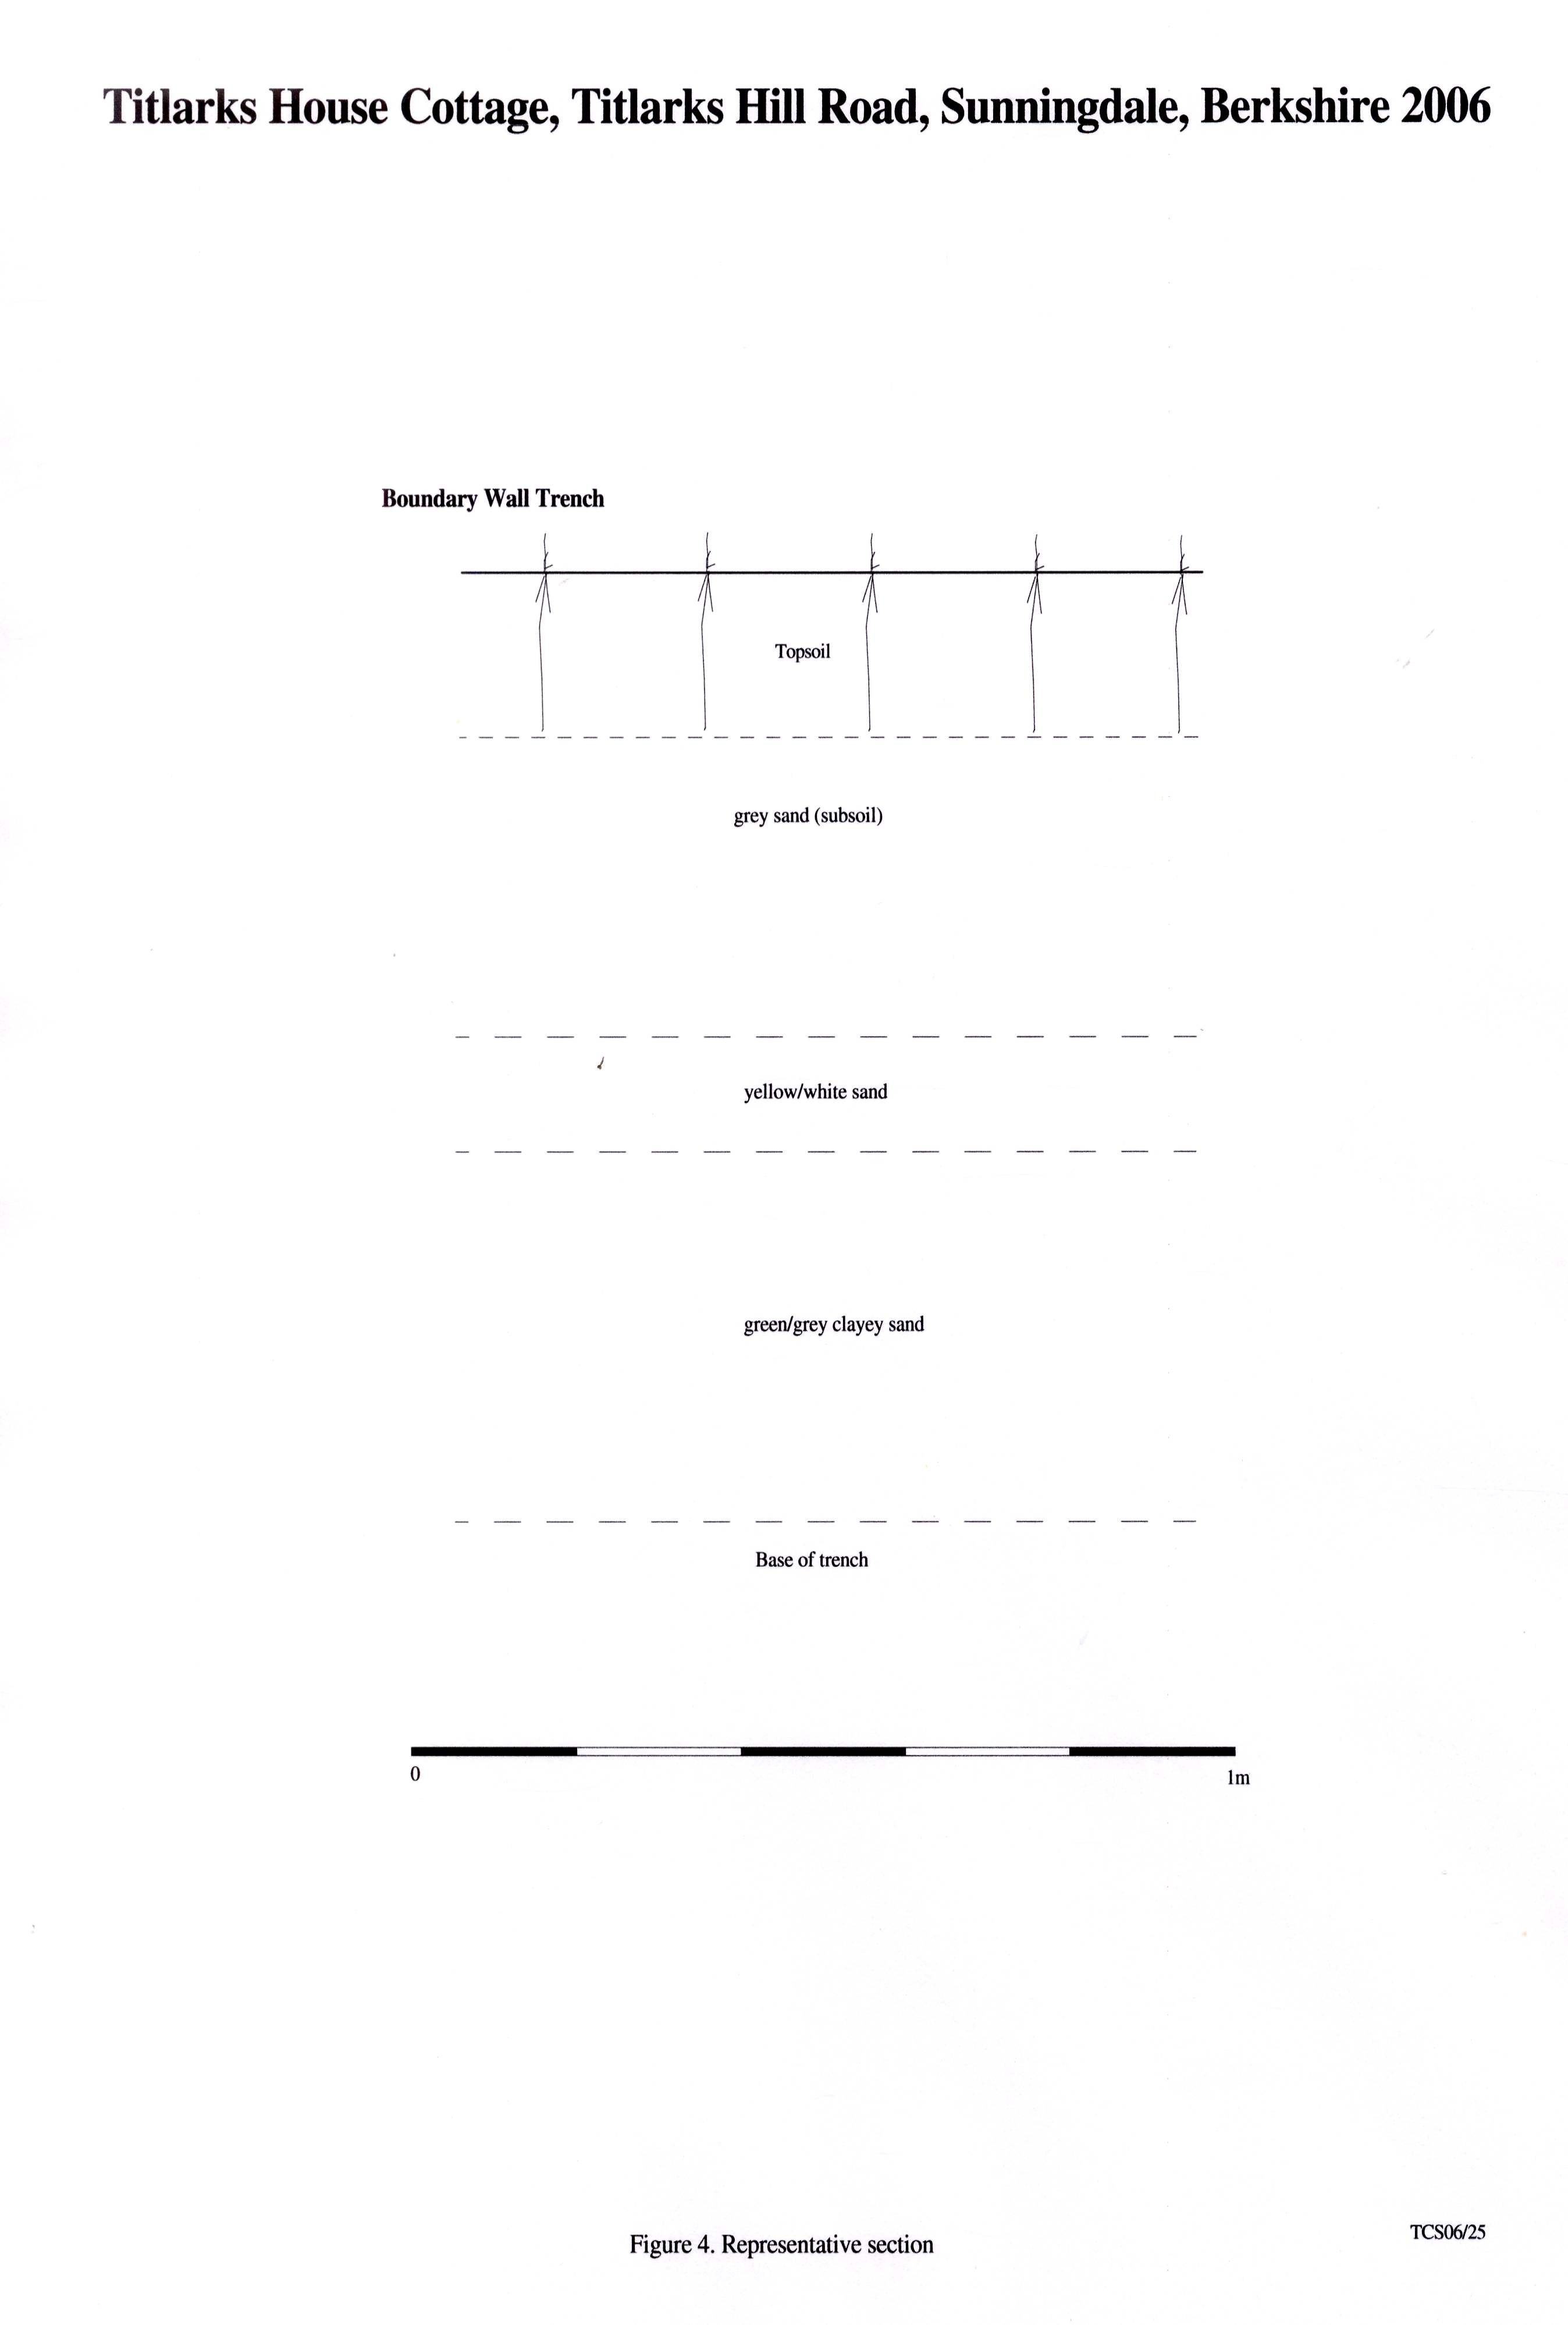 Titlarks House Cottage, Titlarks Hill Road, Sunningdale, Berkshire 2006
Boundary Wall Trench
Topsoil
grey sand (subsoil)
yellow/white sand
green/grey clayey sand
Base of trench
0
1m
Figure 4. Representative section
TCS06/25